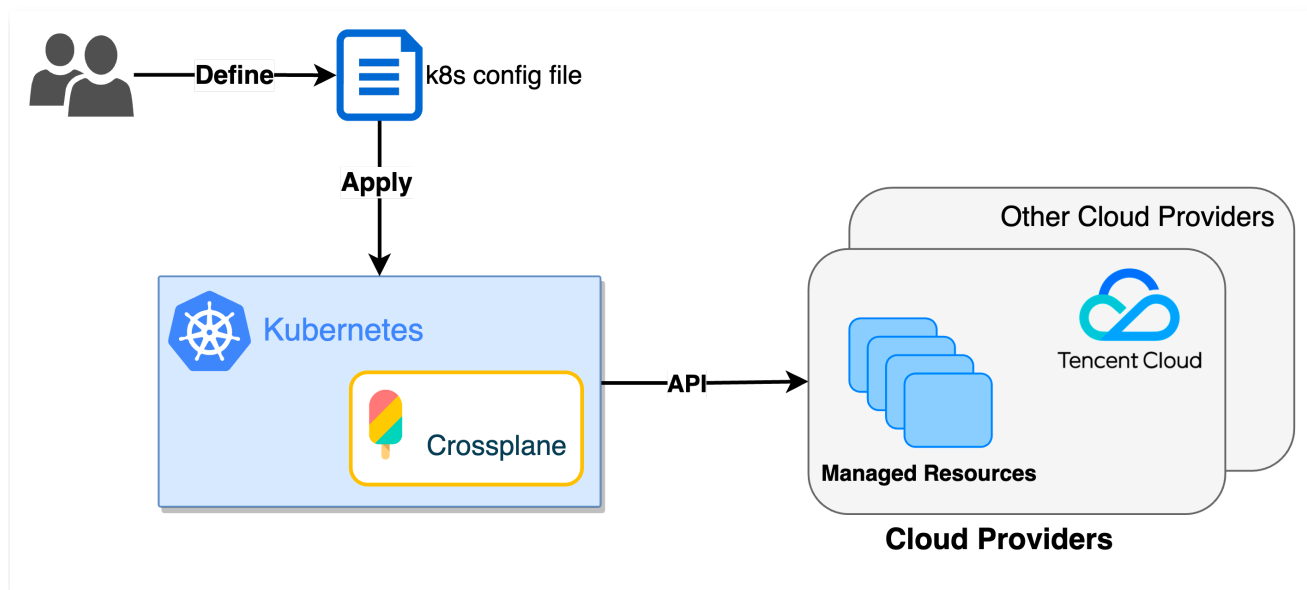 Define
k8s config file
Apply
Kubernetes
Crossplane
API
Other Cloud Providers
Tencent Cloud
Managed Resources
Cloud Providers